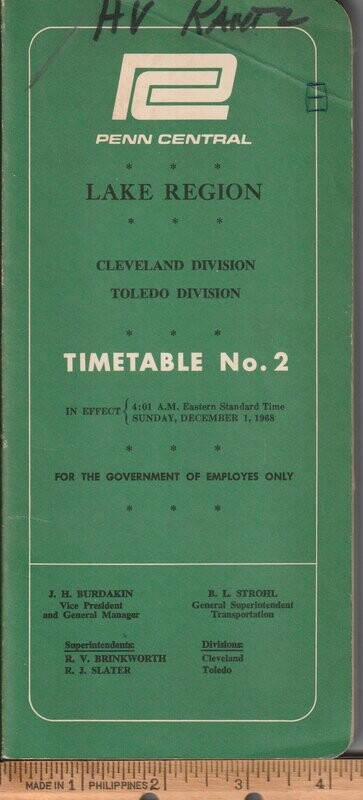 HV KANTZ
PC
PENN CENTRAL
* * *
LAKE REGION
* * *
CLEVELAND DIVISION
TOLEDO DIVISION
* * *
TIMETABLE No. 2
IN EFFECT { 4:01 A.M. Eastern Standard Time
SUNDAY, DECEMBER 1, 1968
* * *
FOR THE GOVERNMENT OF EMPLOYES ONLY
* * *
J. H. BURDAKIN
Vice President
and General Manager
B. L. STROHL
General Superintendent
Transportation
Superintendents:
R. V. BRINKWORTH
R. J. SLATER
Divisions:
Cleveland
Toledo
MADE IN 1 PHILIPPINES 2 3 4